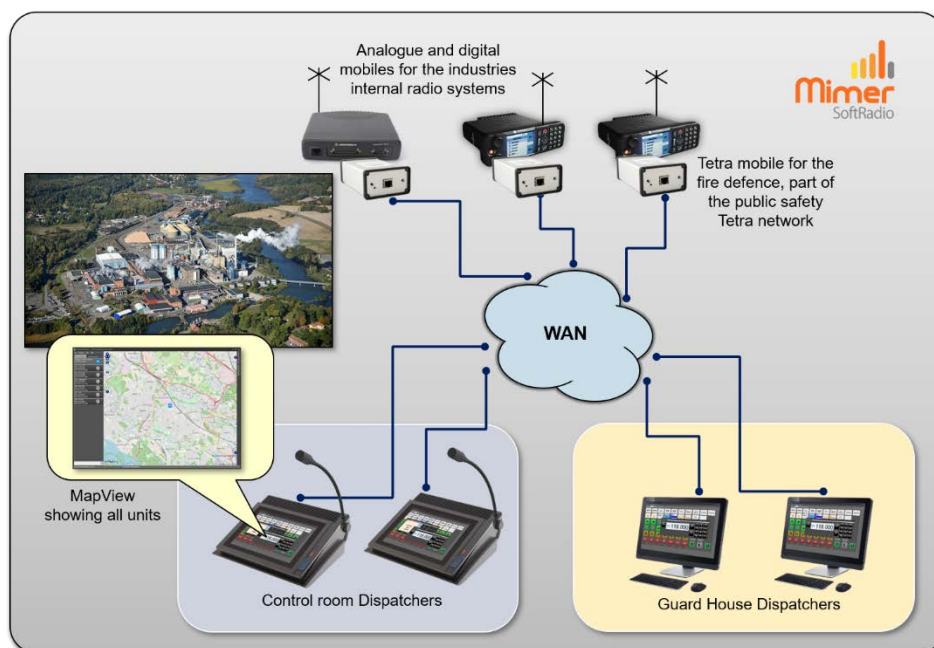 Analogue and digital
mobiles for the industries
internal radio systems
Mimer
SoftRadio
Tetra mobile for the
fire defence, part of
the public safety
Tetra network
WAN
MapView
showing all units
Control room Dispatchers
Guard House Dispatchers